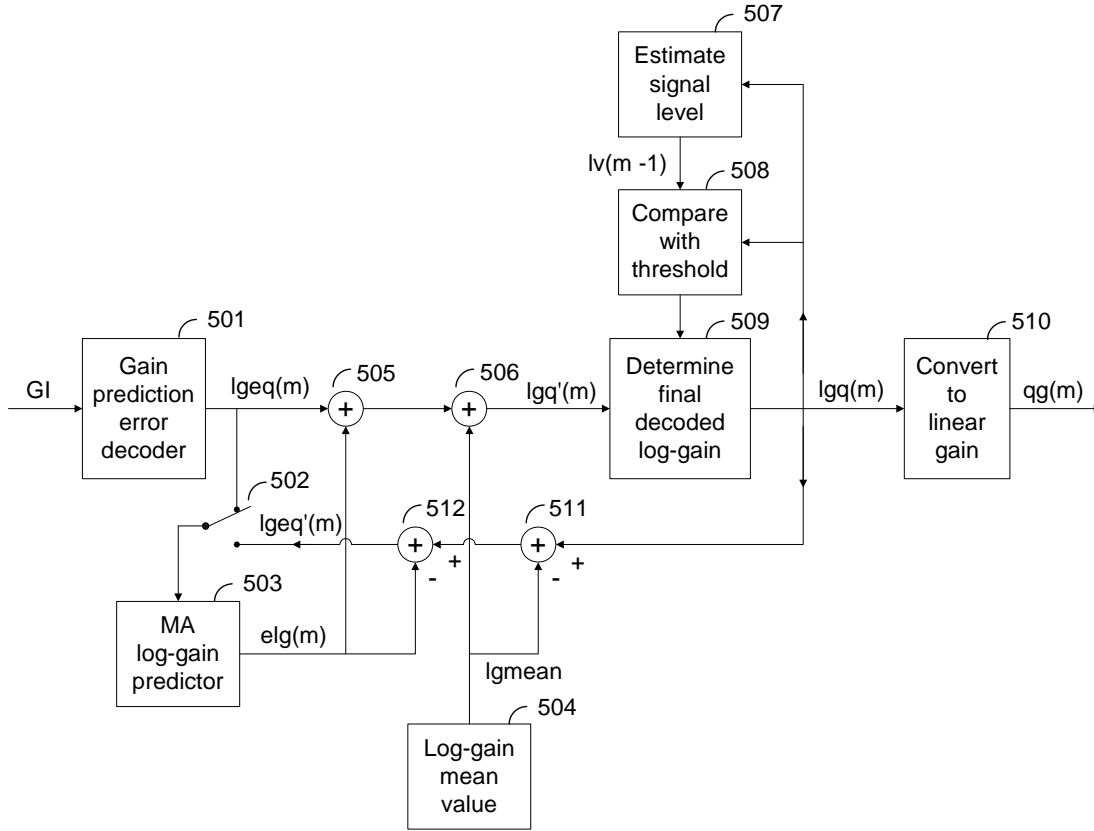 507
Estimate
signal
level
lv(m -1)
508
Compare
with
threshold
501
Gain
prediction
error
decoder
GI
lgeq(m)
505
+
506
+
lgq'(m)
509
Determine
final
decoded
log-gain
lgq(m)
510
Convert
to
linear
gain
qg(m)
502
lgeq'(m)
512
+
+
-
511
+
+
-
503
MA
log-gain
predictor
elg(m)
lgmean
504
Log-gain
mean
value